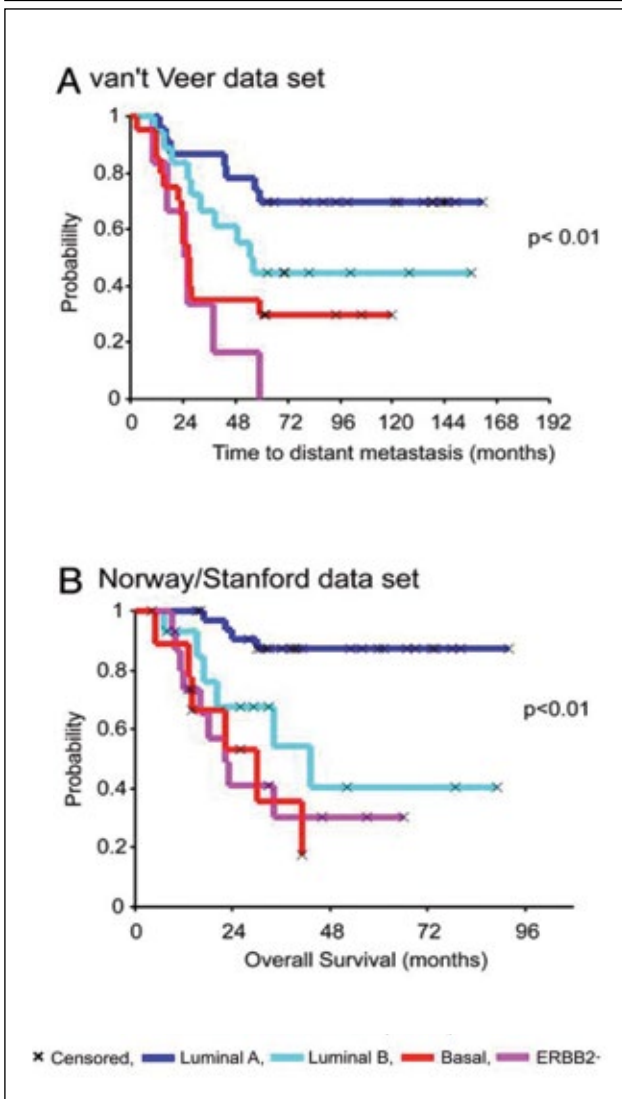 A van't Veer data set
1
0.8
0.6
0.4
0.2
0
Probability
p< 0.01
0 24 48 72 96 120 144 168 192
Time to distant metastasis (months)
B Norway/Stanford data set
1
0.8
0.6
0.4
0.2
0
Probability
p<0.01
0 24 48 72 96
Overall Survival (months)
× Censored, Luminal A, Luminal B, Basal, ERBB2-